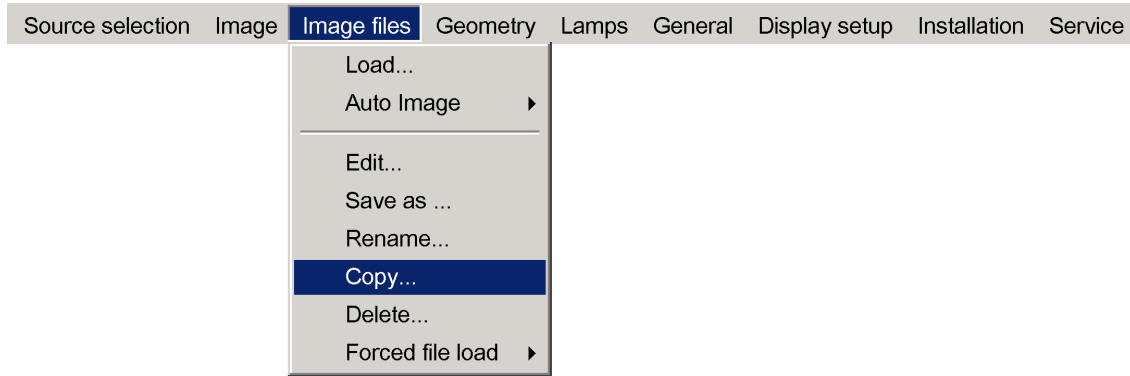 Source selection Image Image files Geometry Lamps General Display setup Installation Service
Load...
Auto Image
Edit...
Save as ...
Rename...
Copy...
Delete...
Forced file load